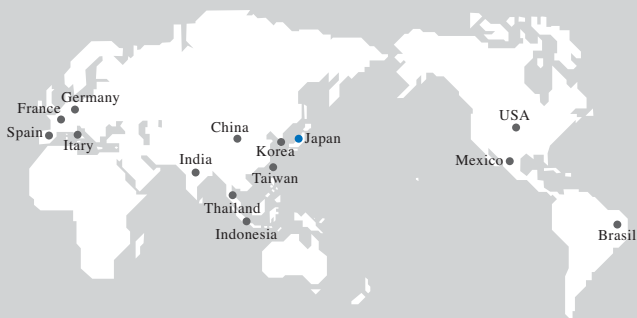 Germany
France
Spain
Itary
China
Japan
Korea
India
Taiwan
Thailand
Indonesia
USA
Mexico
Brasil